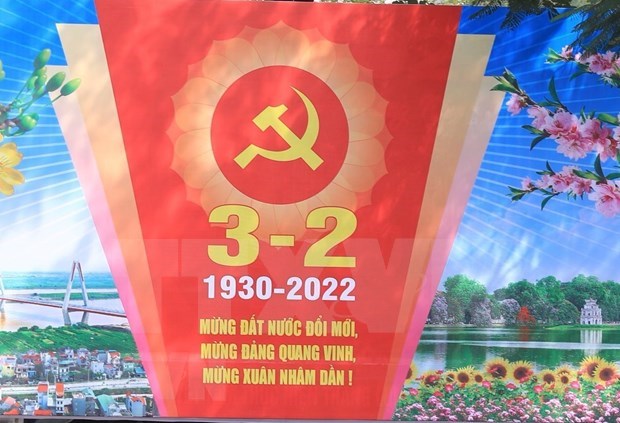 3-2
1930-2022
MỪNG ĐẤT NƯỚC ĐỔI MỚI,
MỪNG ĐẢNG QUANG VINH,
MỪNG XUÂN NHÂM DẦN !